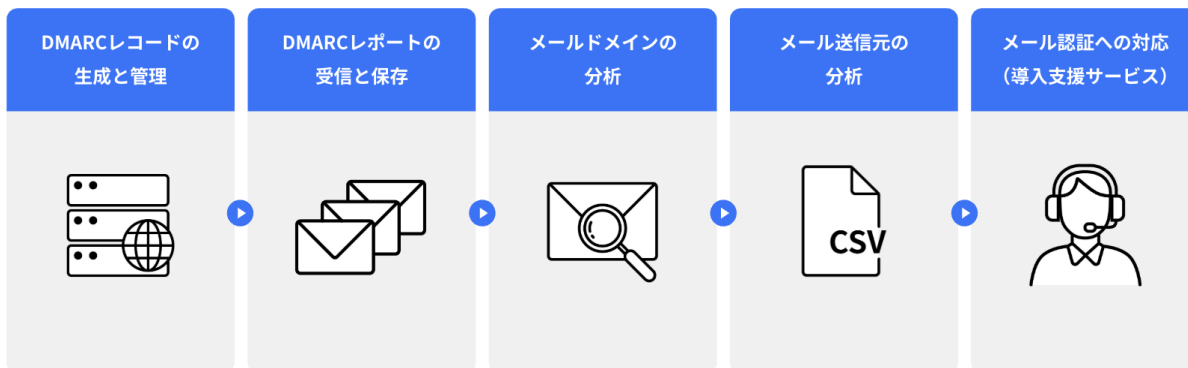 DMARCレコードの
生成と管理
DMARCレポートの
受信と保存
メールドメインの
分析
メール送信元の
分析
メール認証への対応
（導入支援サービス）
CSV